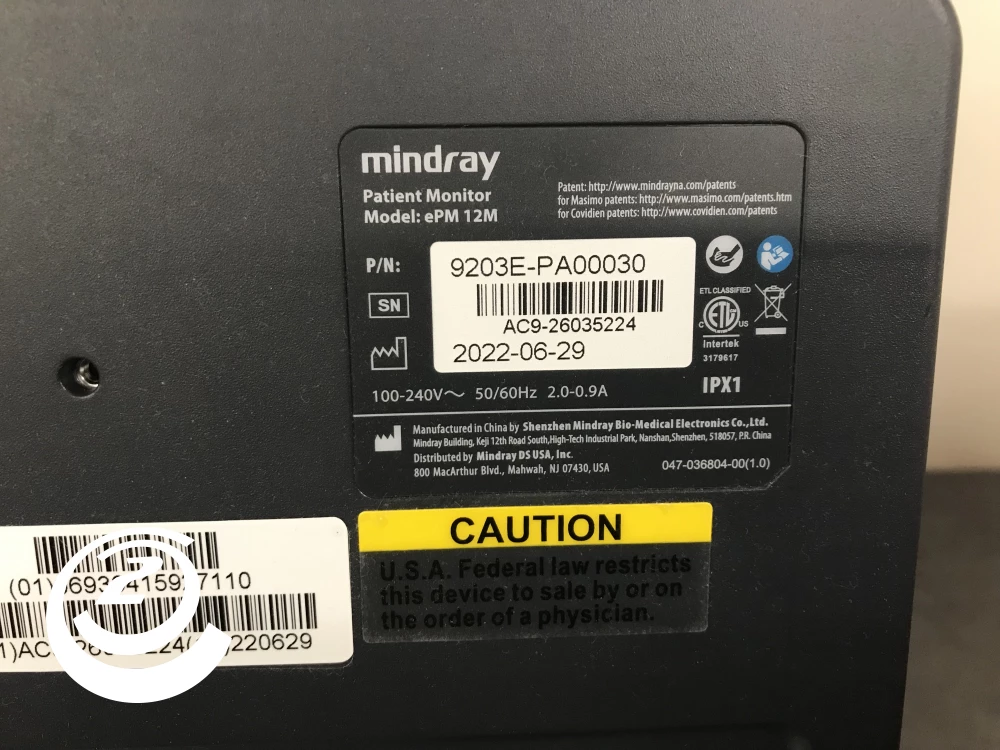 mindray
Patient Monitor
Model: ePM 12M
Patent: http://www.mindrayna.com/patents
for Masimo patents: http://www.masimo.com/patents.htm
for Covidien patents: http://www.covidien.com/patents
P/N: 9203E-PA00030
SN AC9-26035224
2022-06-29
ETL CLASSIFIED
C ETL US
Intertek
3179617
100-240V～ 50/60Hz 2.0-0.9A
IPX1
Manufactured in China by Shenzhen Mindray Bio-Medical Electronics Co.,Ltd.
Mindray Building, Keji 12th Road South,High-Tech Industrial Park, Nanshan,Shenzhen, 518057, P.R. China
Distributed by Mindray DS USA, Inc.
800 MacArthur Blvd., Mahwah, NJ 07430, USA
047-036804-00(1.0)
CAUTION
U.S.A. Federal law restricts
this device to sale by or on
the order of a physician.